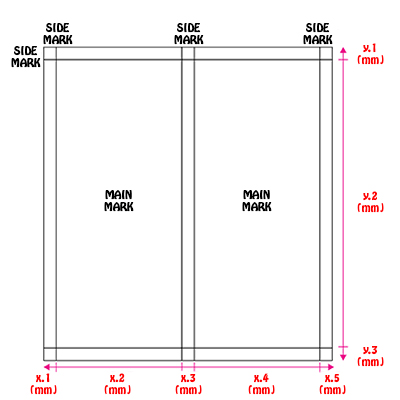 SIDE
MARK
SIDE
MARK
SIDE
MARK
SIDE
MARK
y.1
(mm)
MAIN
MARK
MAIN
MARK
y.2
(mm)
y.3
(mm)
x.1
(mm)
x.2
(mm)
x.3
(mm)
x.4
(mm)
x.5
(mm)